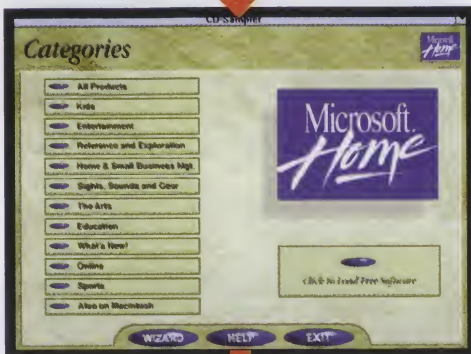 CD Sampler
Categories
Microsoft
Home
All Products
Kids
Entertainment
Reference and Exploration
Home & Small Business Mgt.
Sights, Sounds and Gear
The Arts
Education
What's New!
Online
Sports
Also on Macintosh
Microsoft
Home
Click to Load Free Software
WIZARD
HELP
EXIT